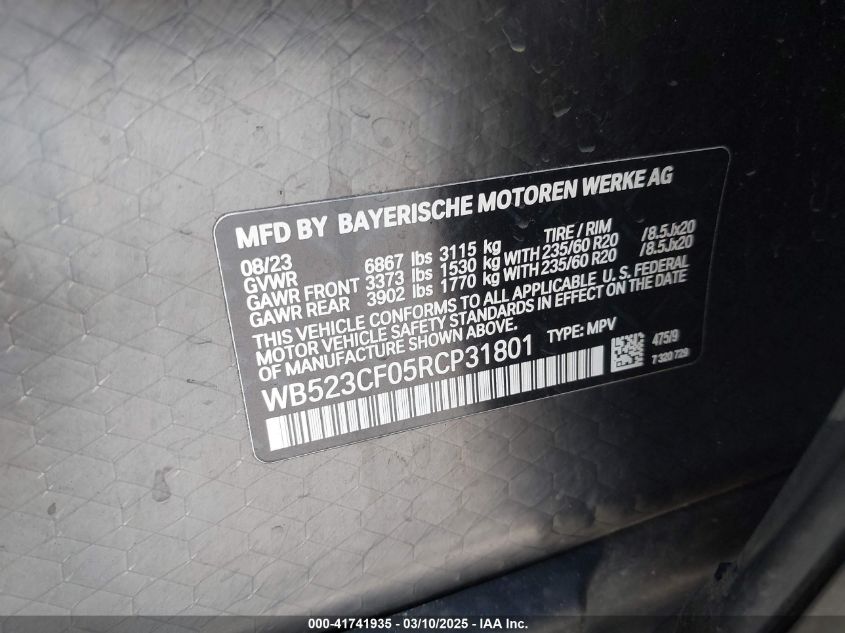 MFD BY BAYERISCHE MOTOREN WERKE AG
08/23 TIRE / RIM
GVWR 6867 lbs 3115 kg
GAWR FRONT 3373 lbs 1530 kg WITH 235/60 R20 /8.5Jx20
GAWR REAR 3902 lbs 1770 kg WITH 235/60 R20 /8.5Jx20
THIS VEHICLE CONFORMS TO ALL APPLICABLE U. S. FEDERAL
MOTOR VEHICLE SAFETY STANDARDS IN EFFECT ON THE DATE
OF MANUFACTURE SHOWN ABOVE.
WB523CF05RCP31801 TYPE: MPV 475/9
7 320 729
000-41741935 - 03/10/2025 - IAA Inc.